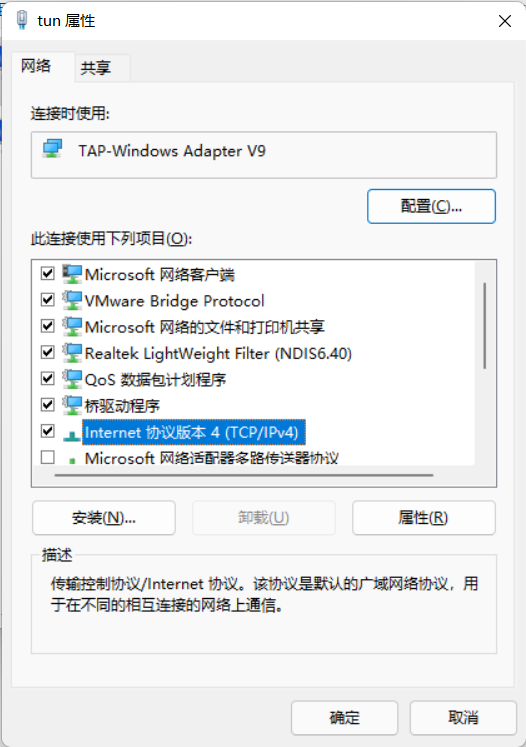 tun 属性
网络
共享
连接时使用:
TAP-Windows Adapter V9
配置(C)...
此连接使用下列项目(O):
Microsoft 网络客户端
VMware Bridge Protocol
Microsoft 网络的文件和打印机共享
Realtek LightWeight Filter (NDIS6.40)
QoS 数据包计划程序
桥驱动程序
Internet 协议版本 4 (TCP/IPv4)
Microsoft 网络适配器多路传送器协议
安装(N)...
卸载(U)
属性(R)
描述
传输控制协议/Internet 协议。该协议是默认的广域网络协议，用
于在不同的相互连接的网络上通信。
确定
取消